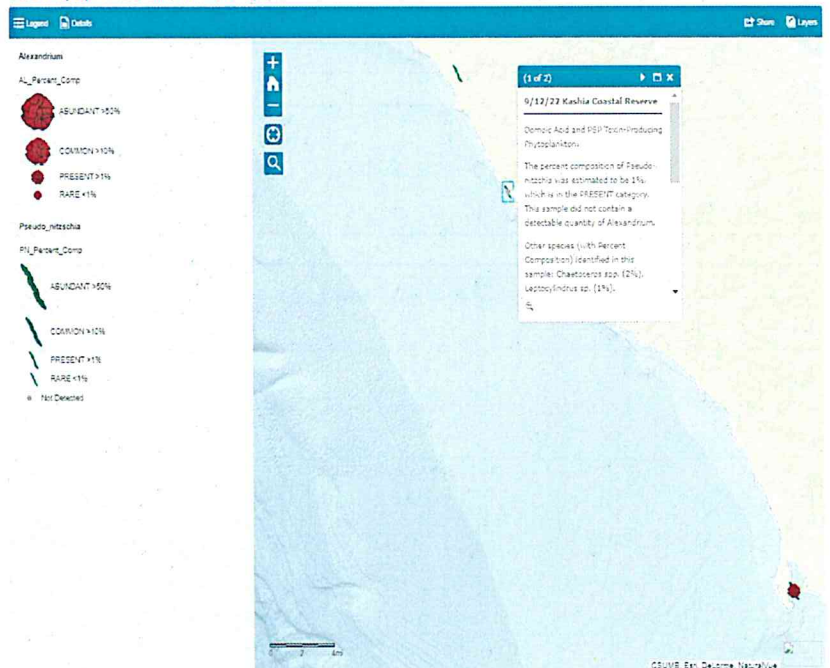 Legend Details Share Layers
Alexandrium
AL_Percent_Comp
ABUNDANT >50%
COMMON >10%
PRESENT >1%
RARE <1%
Pseudo_nitzschia
PN_Percent_Comp
ABUNDANT >50%
COMMON >10%
PRESENT >1%
RARE <1%
Not Detected
(1 of 2)
9/12/22 Kashia Coastal Reserve
Domoic Acid and PSP Toxin-Producing
Phytoplankton:
The percent composition of Pseudo-
nitzschia was estimated to be 1%,
which is in the PRESENT category.
This sample did not contain a
detectable quantity of Alexandrium.
Other species (with Percent
Composition) identified in this
sample: Chaetoceros spp. (2%),
Leptocylindrus sp. (1%),
CSUMB, Esri, DeLorme, NaturalVue